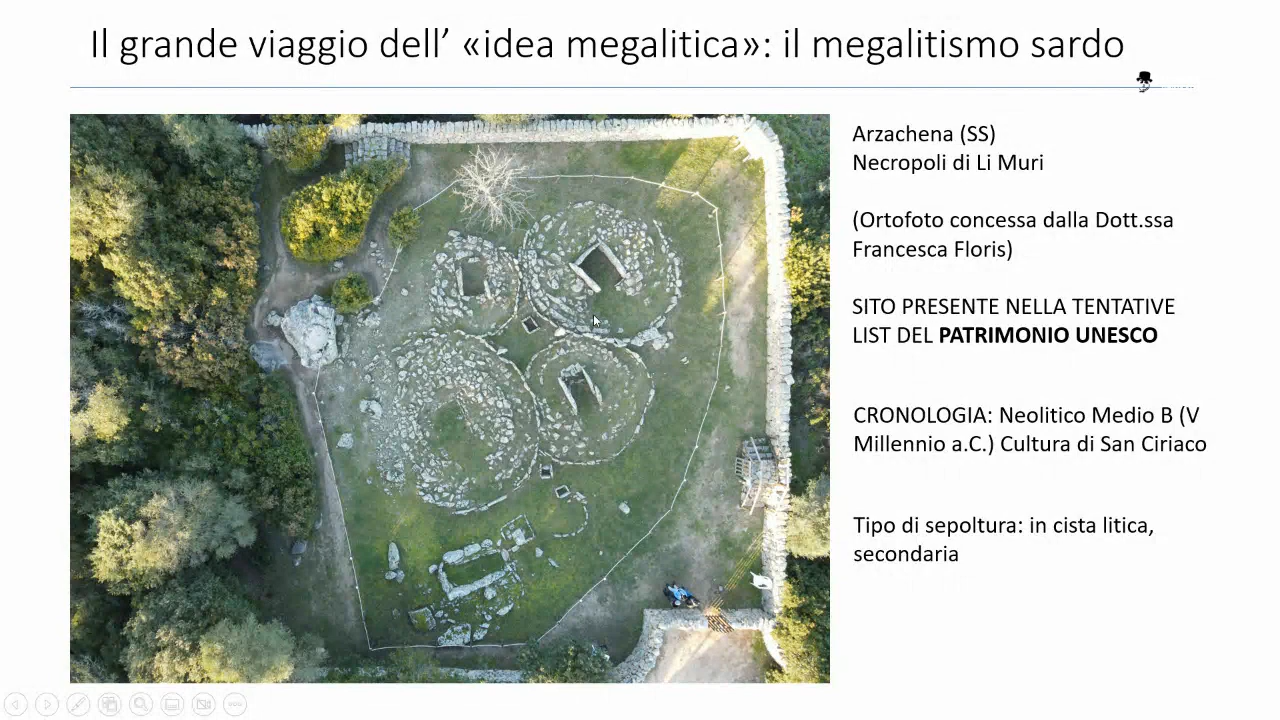 Il grande viaggio dell’ «idea megalitica»: il megalitismo sardo
Arzachena (SS)
Necropoli di Li Muri
(Ortofoto concessa dalla Dott.ssa
Francesca Floris)
SITO PRESENTE NELLA TENTATIVE
LIST DEL PATRIMONIO UNESCO
CRONOLOGIA: Neolitico Medio B (V
Millennio a.C.) Cultura di San Ciriaco
Tipo di sepoltura: in cista litica,
secondaria